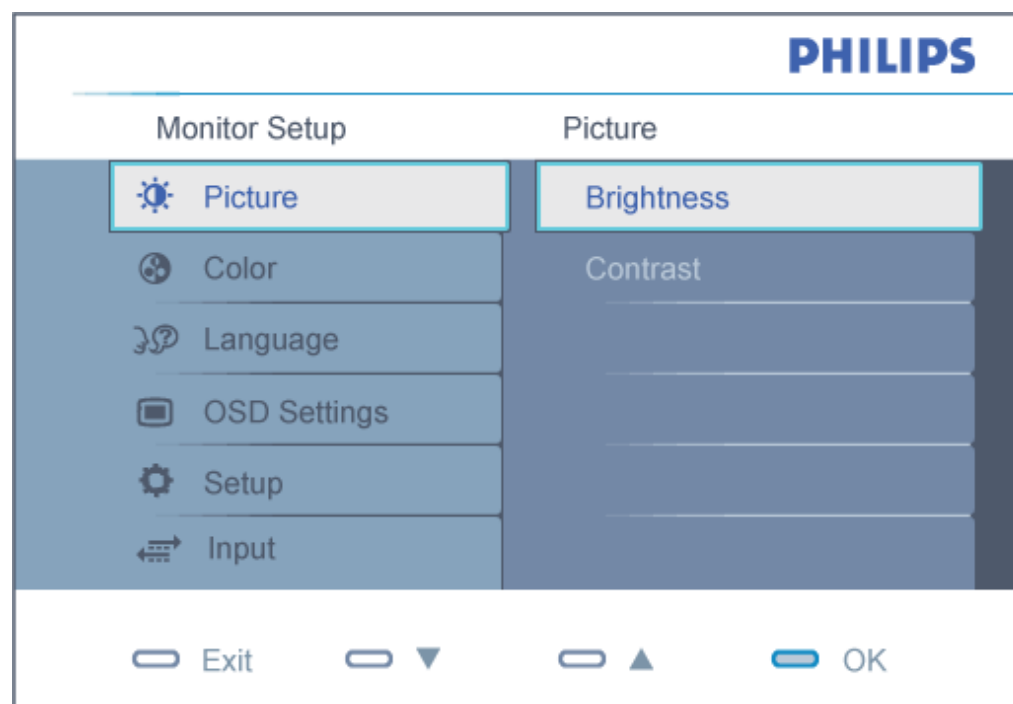 PHILIPS
Monitor Setup
Picture
Picture
Brightness
Color
Contrast
Language
OSD Settings
Setup
Input
Exit ▼ ▲ OK